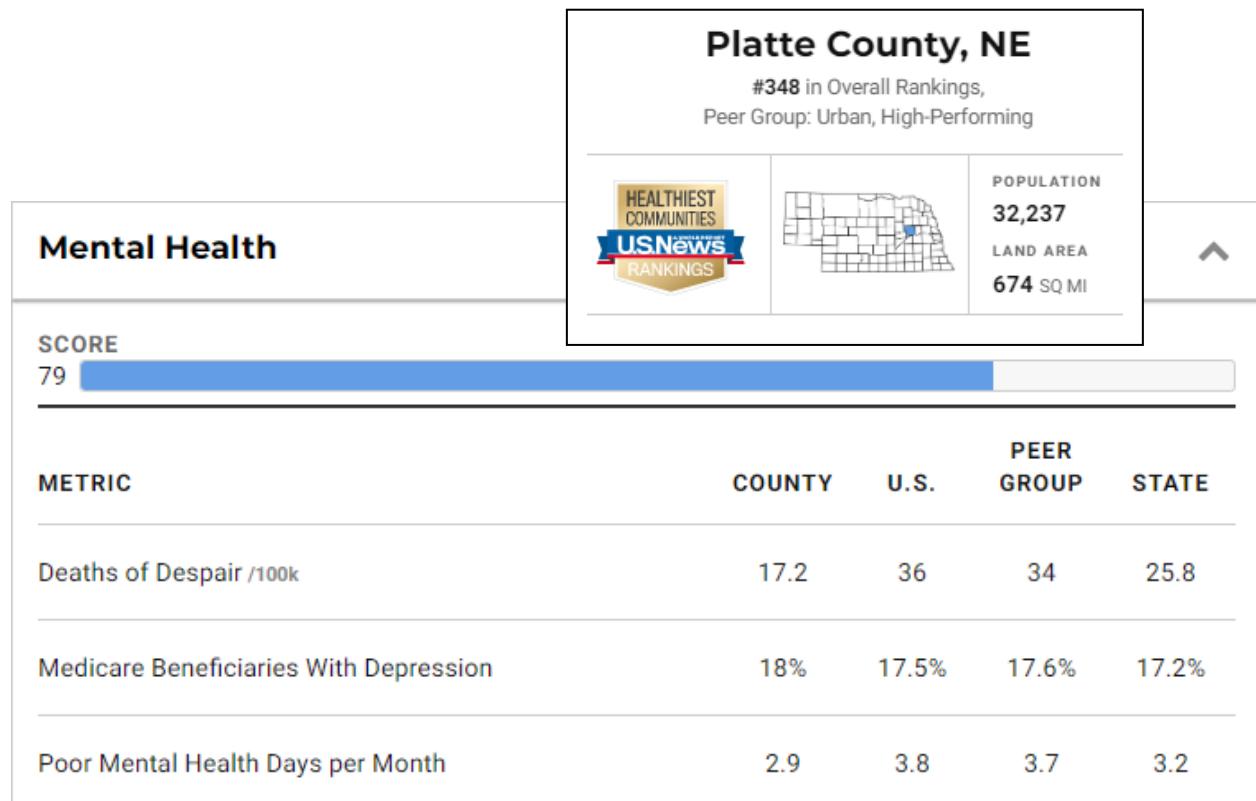 Platte County, NE
#348 in Overall Rankings,
Peer Group: Urban, High-Performing
HEALTHIEST
COMMUNITIES
U.S.News
RANKINGS
POPULATION
32,237
LAND AREA
674 SQ MI
Mental Health
SCORE
79
METRIC COUNTY U.S. PEER GROUP STATE
Deaths of Despair /100k 17.2 36 34 25.8
Medicare Beneficiaries With Depression 18% 17.5% 17.6% 17.2%
Poor Mental Health Days per Month 2.9 3.8 3.7 3.2